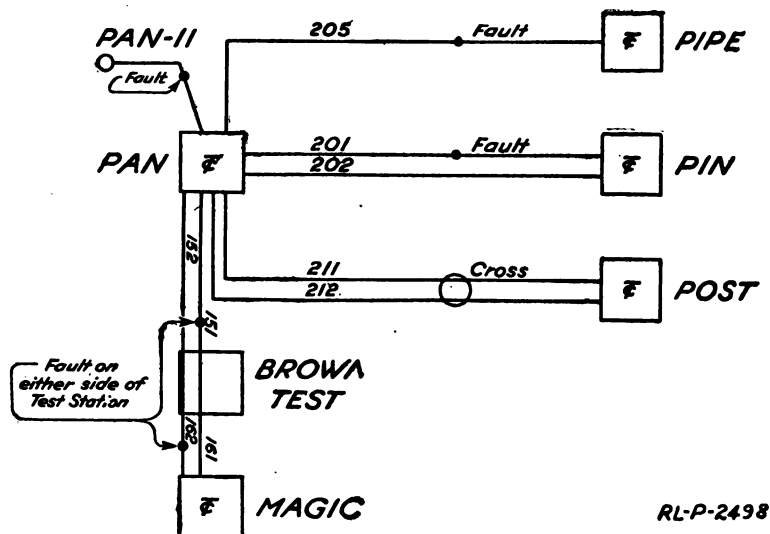 205
Fault
PIPE
PAN-11
Fault
PAN
201
Fault
202
PIN
152
211
Cross
212
POST
151
Fault on
either side of
Test Station
BROWN
TEST
162
161
MAGIC
RL-P-2498